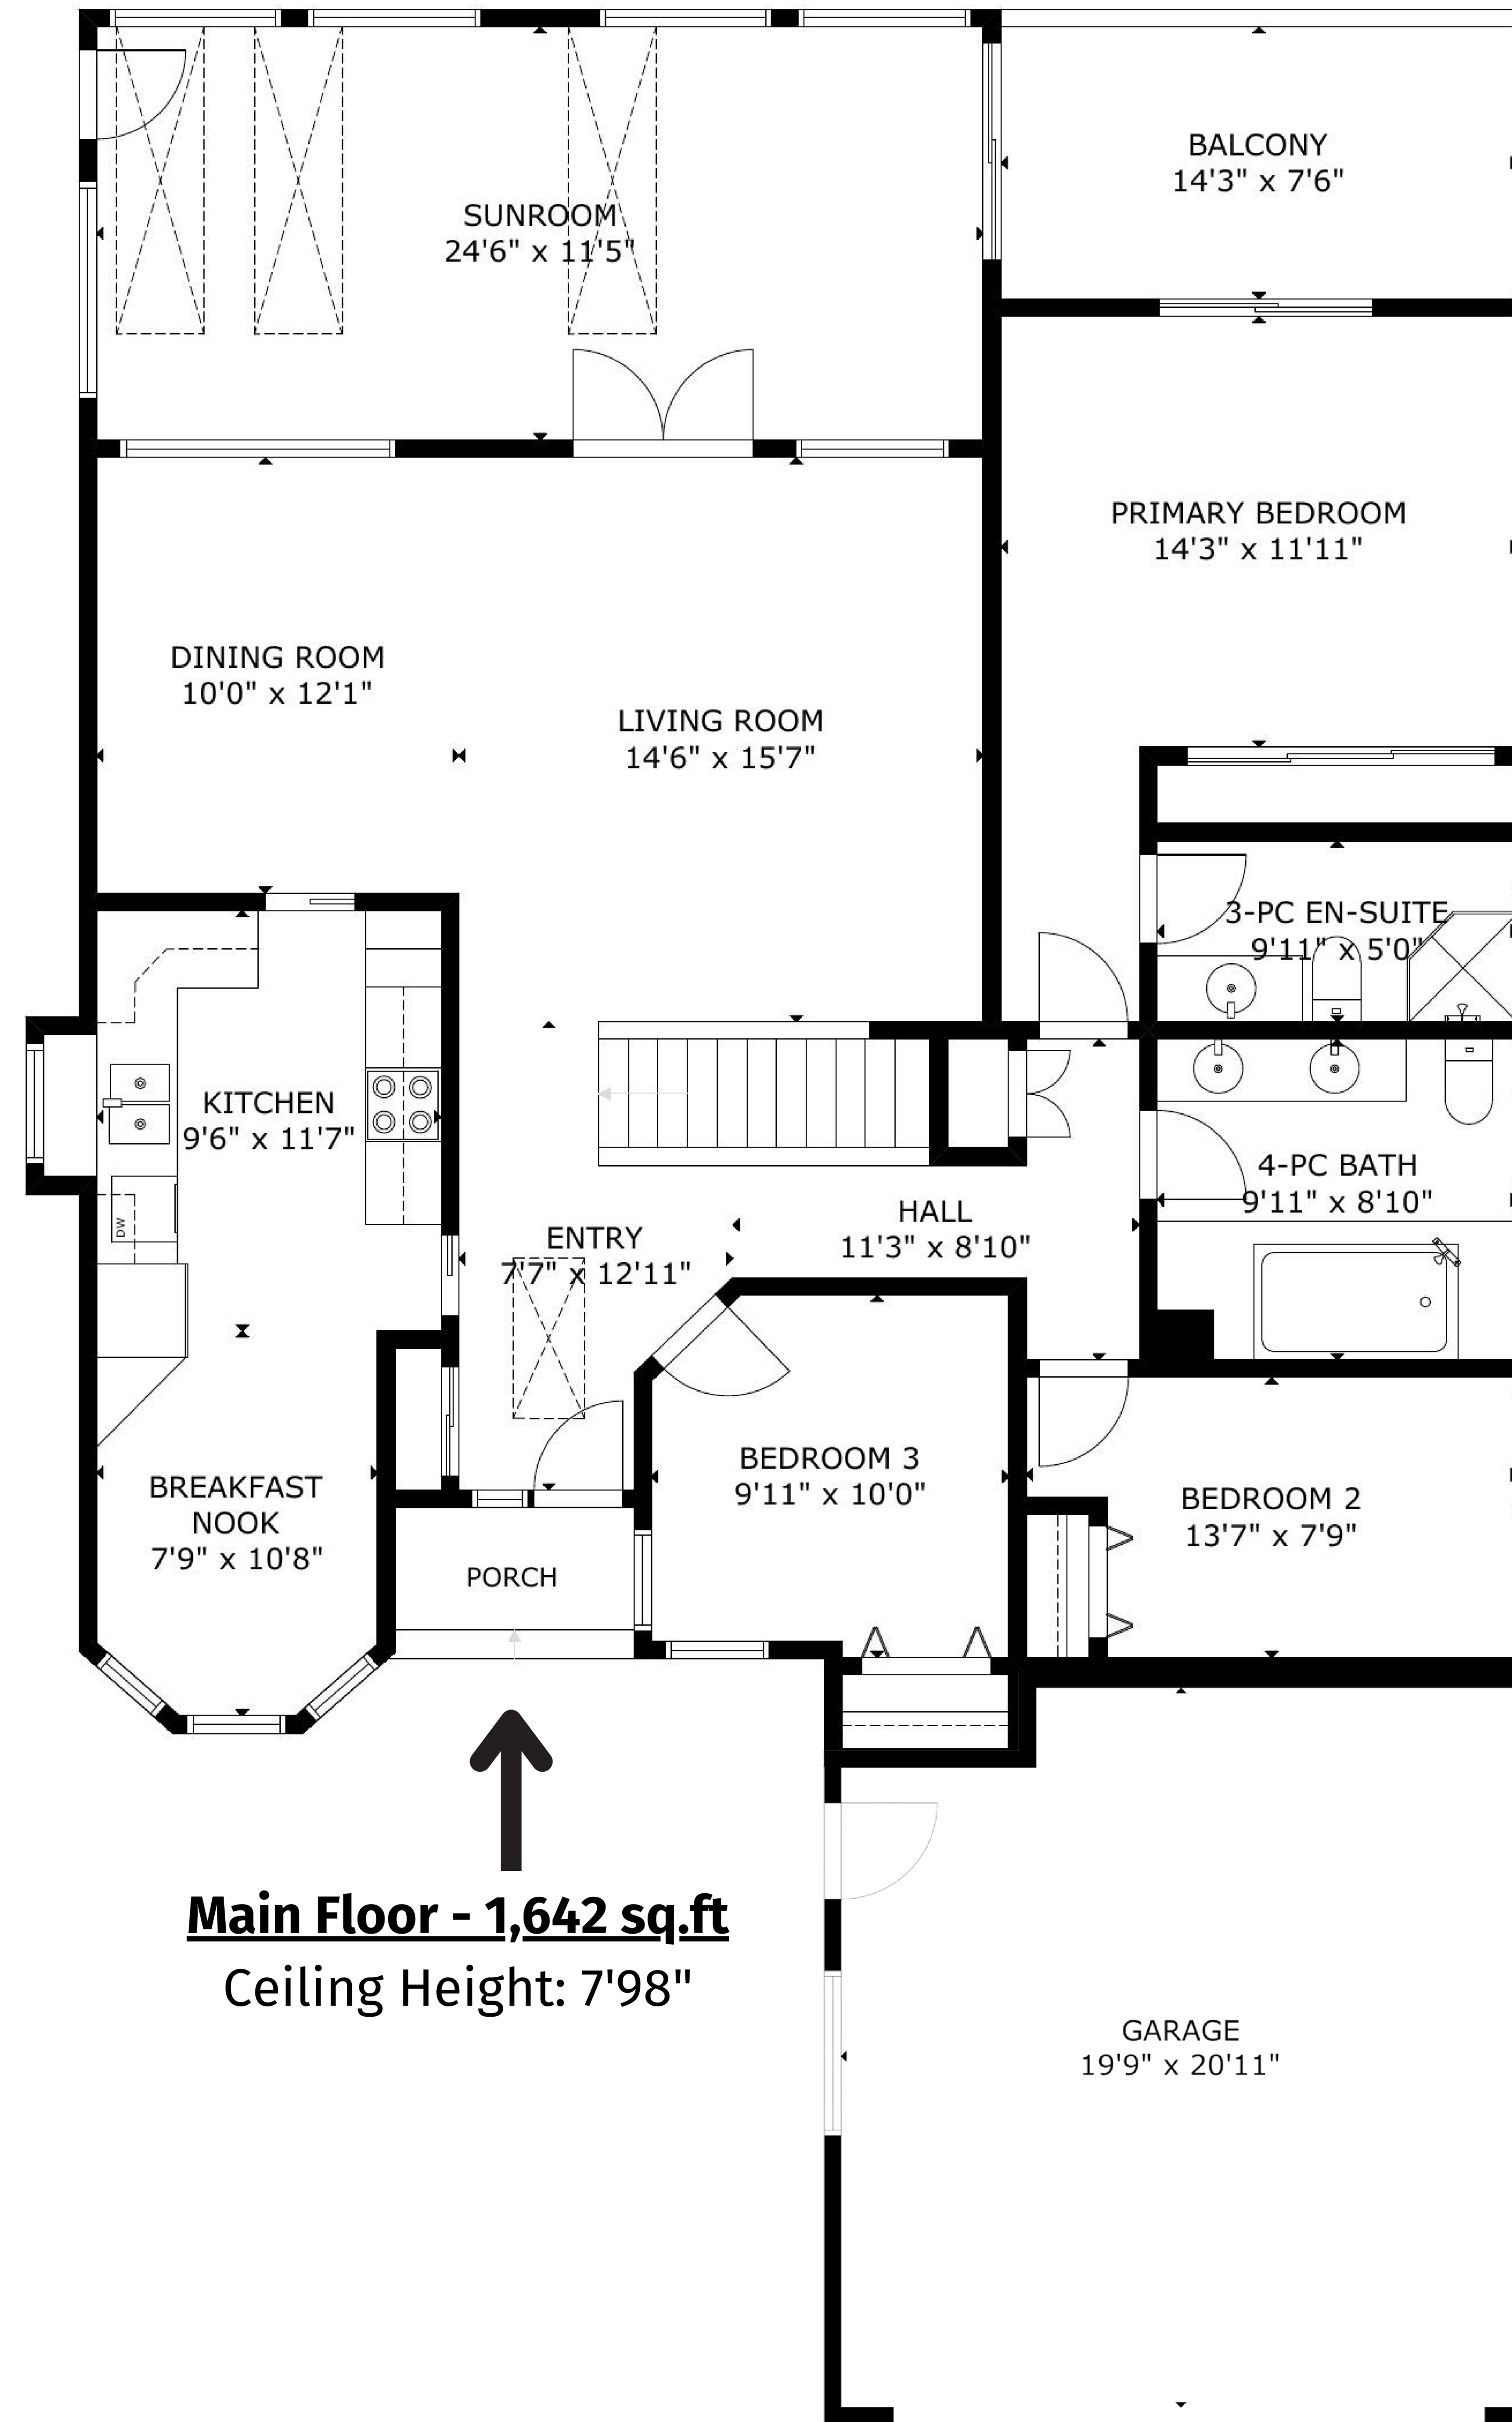 BALCONY
14'3" x 7'6"
SUNROOM
24'6" x 11'5"
PRIMARY BEDROOM
14'3" x 11'11"
DINING ROOM
10'0" x 12'1"
LIVING ROOM
14'6" x 15'7"
3-PC EN-SUITE
9'11" x 5'0"
KITCHEN
9'6" x 11'7"
4-PC BATH
9'11" x 8'10"
HALL
11'3" x 8'10"
ENTRY
7'7" x 12'11"
DW
BEDROOM 3
9'11" x 10'0"
BREAKFAST
NOOK
7'9" x 10'8"
BEDROOM 2
13'7" x 7'9"
PORCH
Main Floor - 1,642 sq.ft
Ceiling Height: 7'98"
GARAGE
19'9" x 20'11"